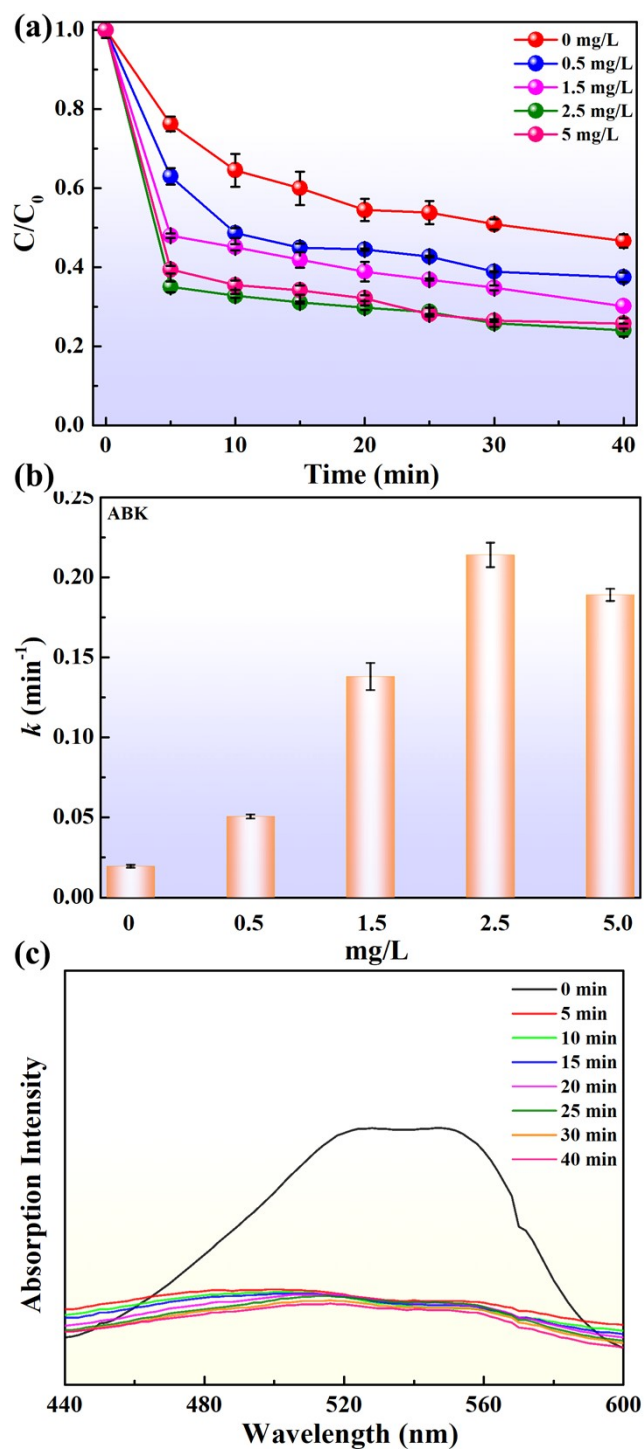 (a)
1.0
0.8
0.6
0.4
0.2
0.0
C/C₀
0 mg/L
0.5 mg/L
1.5 mg/L
2.5 mg/L
5 mg/L
0 10 20 30 40
Time (min)
(b)
0.25
0.20
0.15
0.10
0.05
0.00
k (min⁻¹)
ABK
0 0.5 1.5 2.5 5.0
mg/L
(c)
Absorption Intensity
0 min
5 min
10 min
15 min
20 min
25 min
30 min
40 min
440 480 520 560 600
Wavelength (nm)